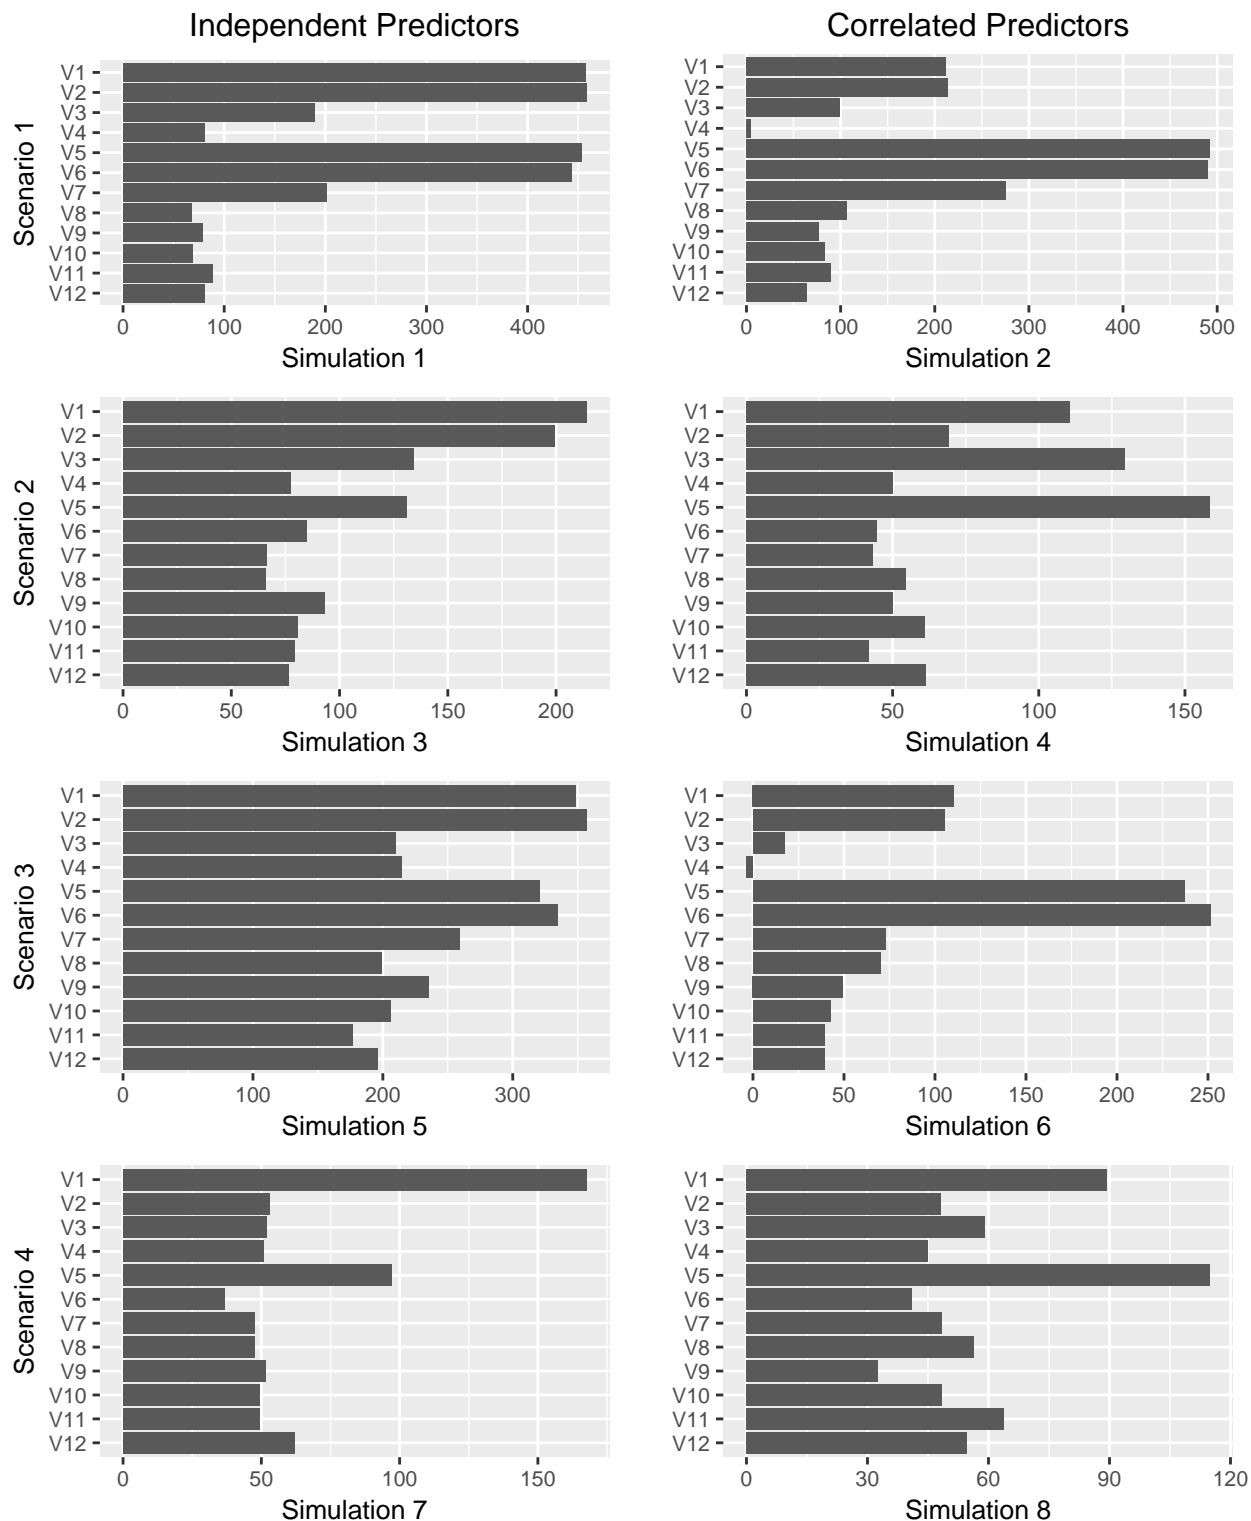 Independent Predictors
Correlated Predictors
Scenario 1
V1
V2
V3
V4
V5
V6
V7
V8
V9
V10
V11
V12
0 100 200 300 400
Simulation 1
V1
V2
V3
V4
V5
V6
V7
V8
V9
V10
V11
V12
0 100 200 300 400 500
Simulation 2
Scenario 2
V1
V2
V3
V4
V5
V6
V7
V8
V9
V10
V11
V12
0 50 100 150 200
Simulation 3
V1
V2
V3
V4
V5
V6
V7
V8
V9
V10
V11
V12
0 50 100 150
Simulation 4
Scenario 3
V1
V2
V3
V4
V5
V6
V7
V8
V9
V10
V11
V12
0 100 200 300
Simulation 5
V1
V2
V3
V4
V5
V6
V7
V8
V9
V10
V11
V12
0 50 100 150 200 250
Simulation 6
Scenario 4
V1
V2
V3
V4
V5
V6
V7
V8
V9
V10
V11
V12
0 50 100 150
Simulation 7
V1
V2
V3
V4
V5
V6
V7
V8
V9
V10
V11
V12
0 30 60 90 120
Simulation 8